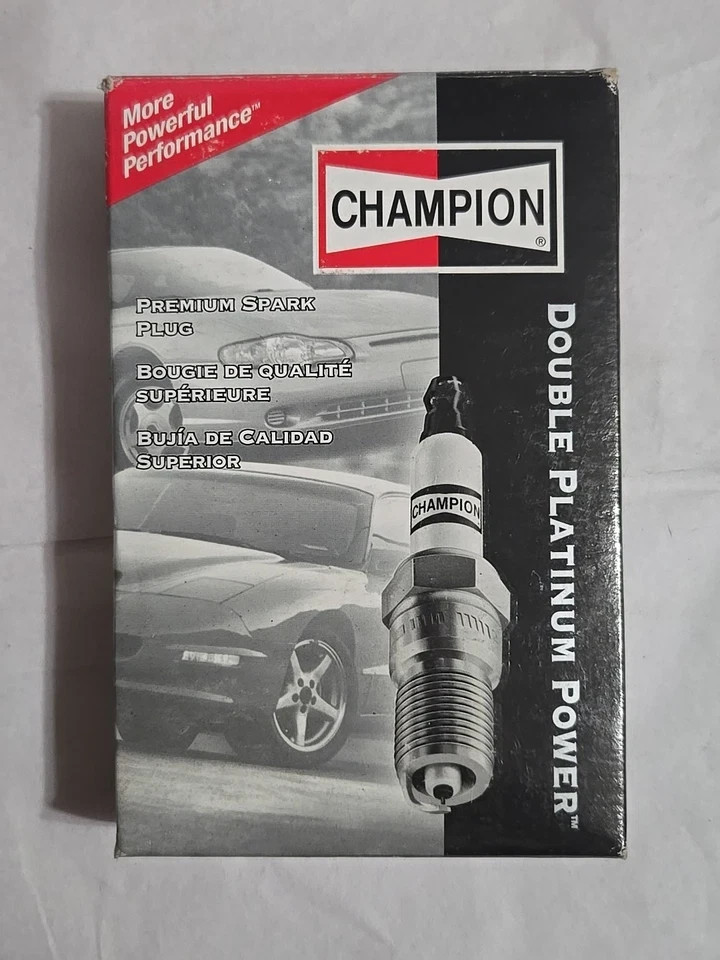 More
Powerful
Performance™
CHAMPION
®
PREMIUM SPARK
PLUG
BOUGIE DE QUALITÉ
SUPÉRIEURE
BUJÍA DE CALIDAD
SUPERIOR
CHAMPION
DOUBLE PLATINUM POWER™